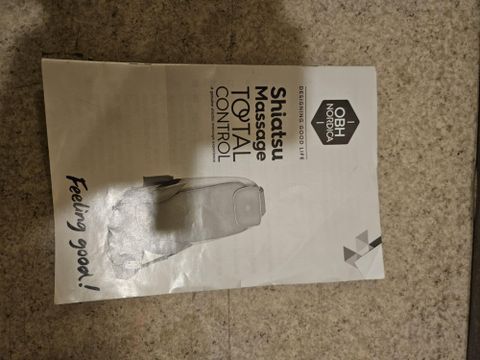 OBH
NORDICA
DESIGNING GOOD LIFE
Shiatsu
Massage
TOTAL
CONTROL
Feeling good!